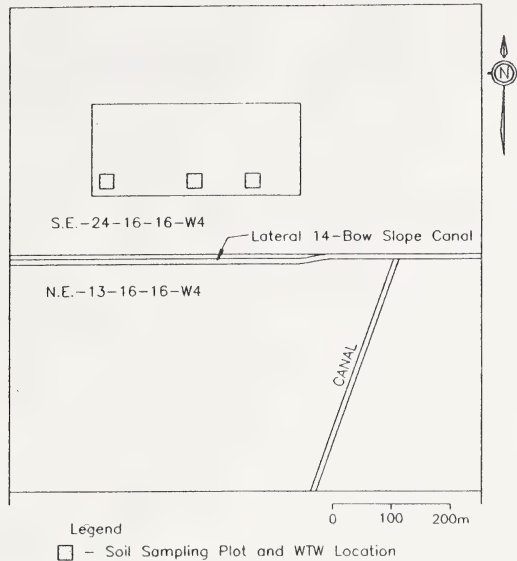 N
S.E.-24-16-16-W4
Lateral 14-Bow Slope Canal
N.E.-13-16-16-W4
CANAL
0 100 200m
Legend
- Soil Sampling Plot and WTW Location